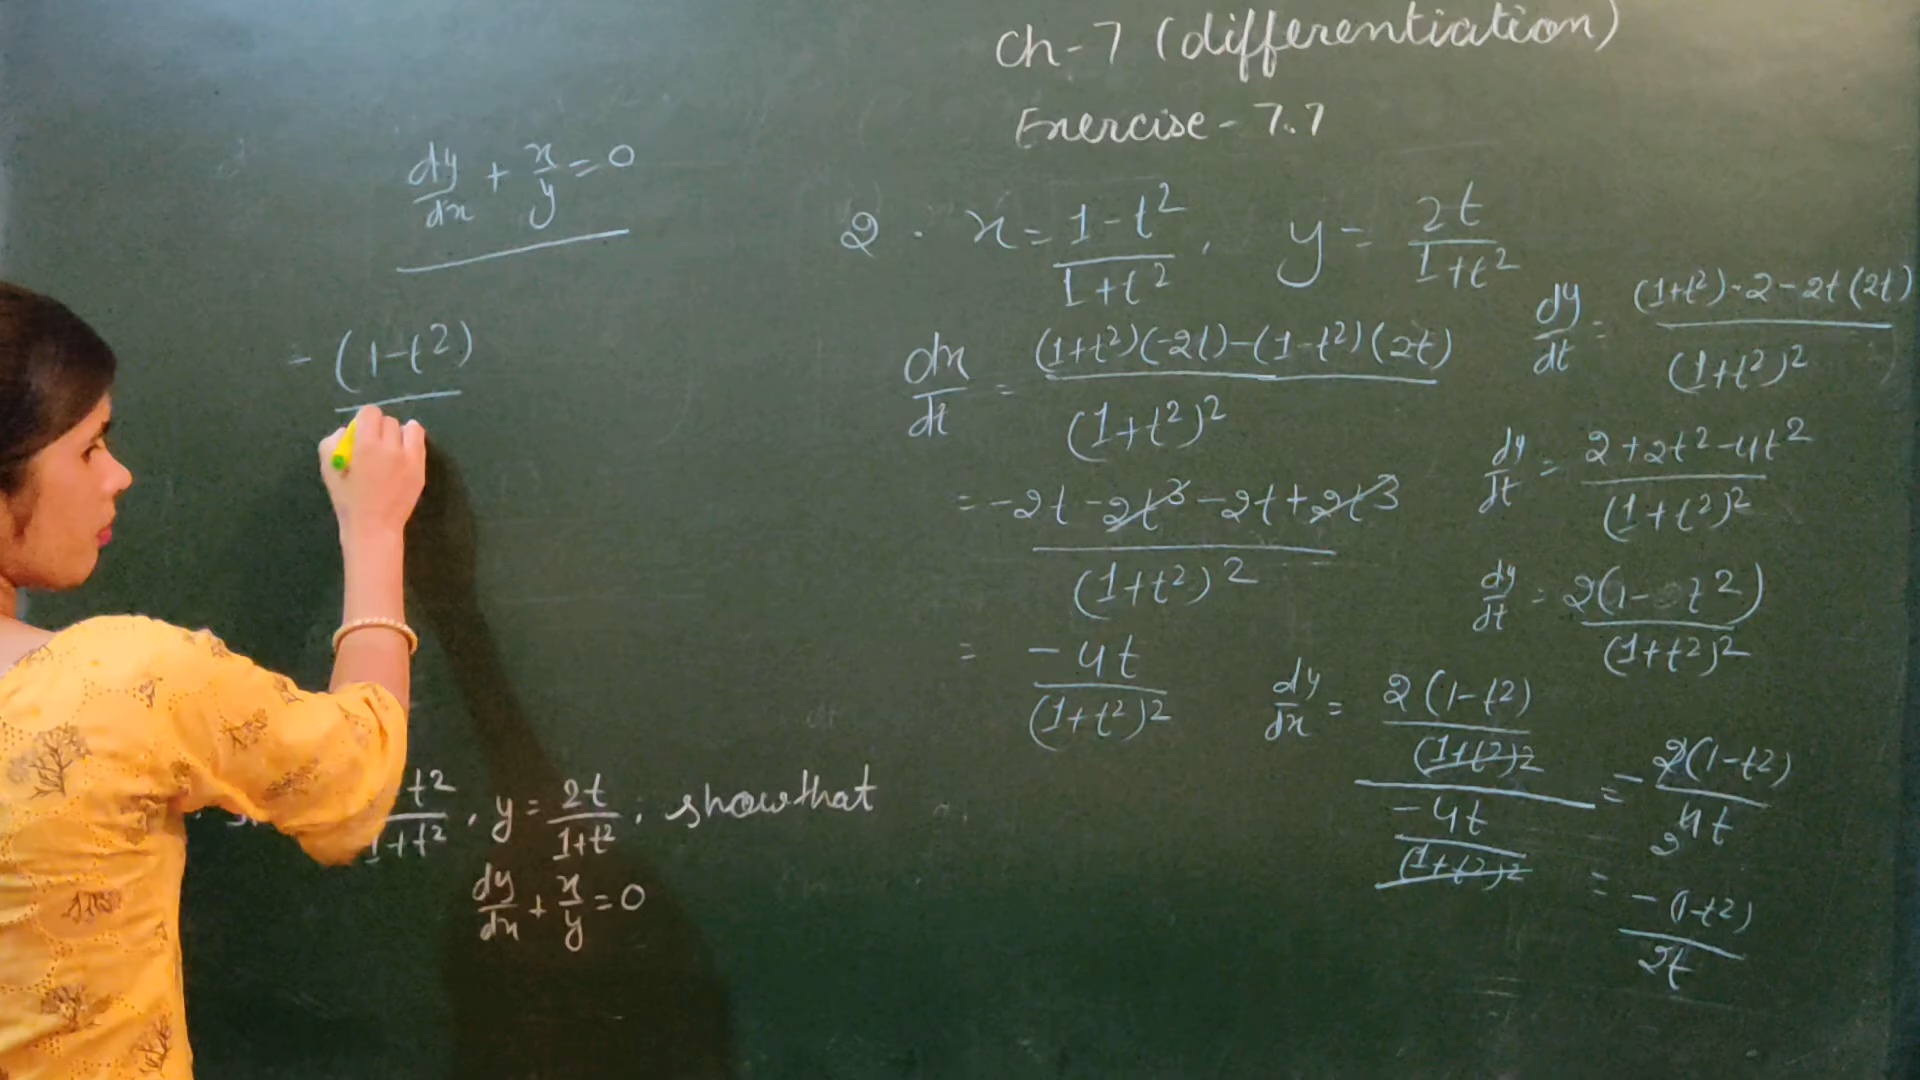 Ch-7 (differentiation)
Exercise - 7.7
dy/dx + x/y = 0
- (1-t²)
2. x = 1-t²/1+t², y = 2t/1+t²
dx/dt = (1+t²)(-2t)-(1-t²)(2t)/(1+t²)²
= -2t-2t³-2t+2t³/(1+t²)²
= -4t/(1+t²)²
dy/dt = (1+t²)·2-2t(2t)/(1+t²)²
dy/dt = 2+2t²-4t²/(1+t²)²
dy/dt = 2(1-t²)/(1+t²)²
dy/dx = 2(1-t²)/(1+t²)² / -4t/(1+t²)² = -2(1-t²)/4t 2
= -(1-t²)/2t
t²/1+t², y = 2t/1+t², show that
dy/dx + x/y = 0